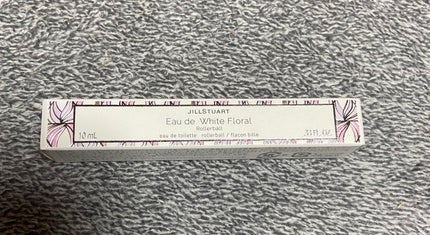 JILLSTUART
Eau de White Floral
Rollerball
10 mL
eau de toilette rollerball / flacon bille
.33 FL.OZ.